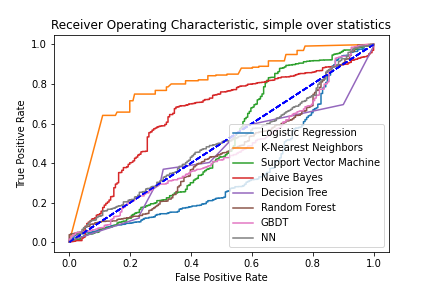 Receiver Operating Characteristic, simple over statistics
1.0
0.8
0.6
0.4
0.2
0.0
True Positive Rate
Logistic Regression
K-Nearest Neighbors
Support Vector Machine
Naive Bayes
Decision Tree
Random Forest
GBDT
NN
0.0 0.2 0.4 0.6 0.8 1.0
False Positive Rate